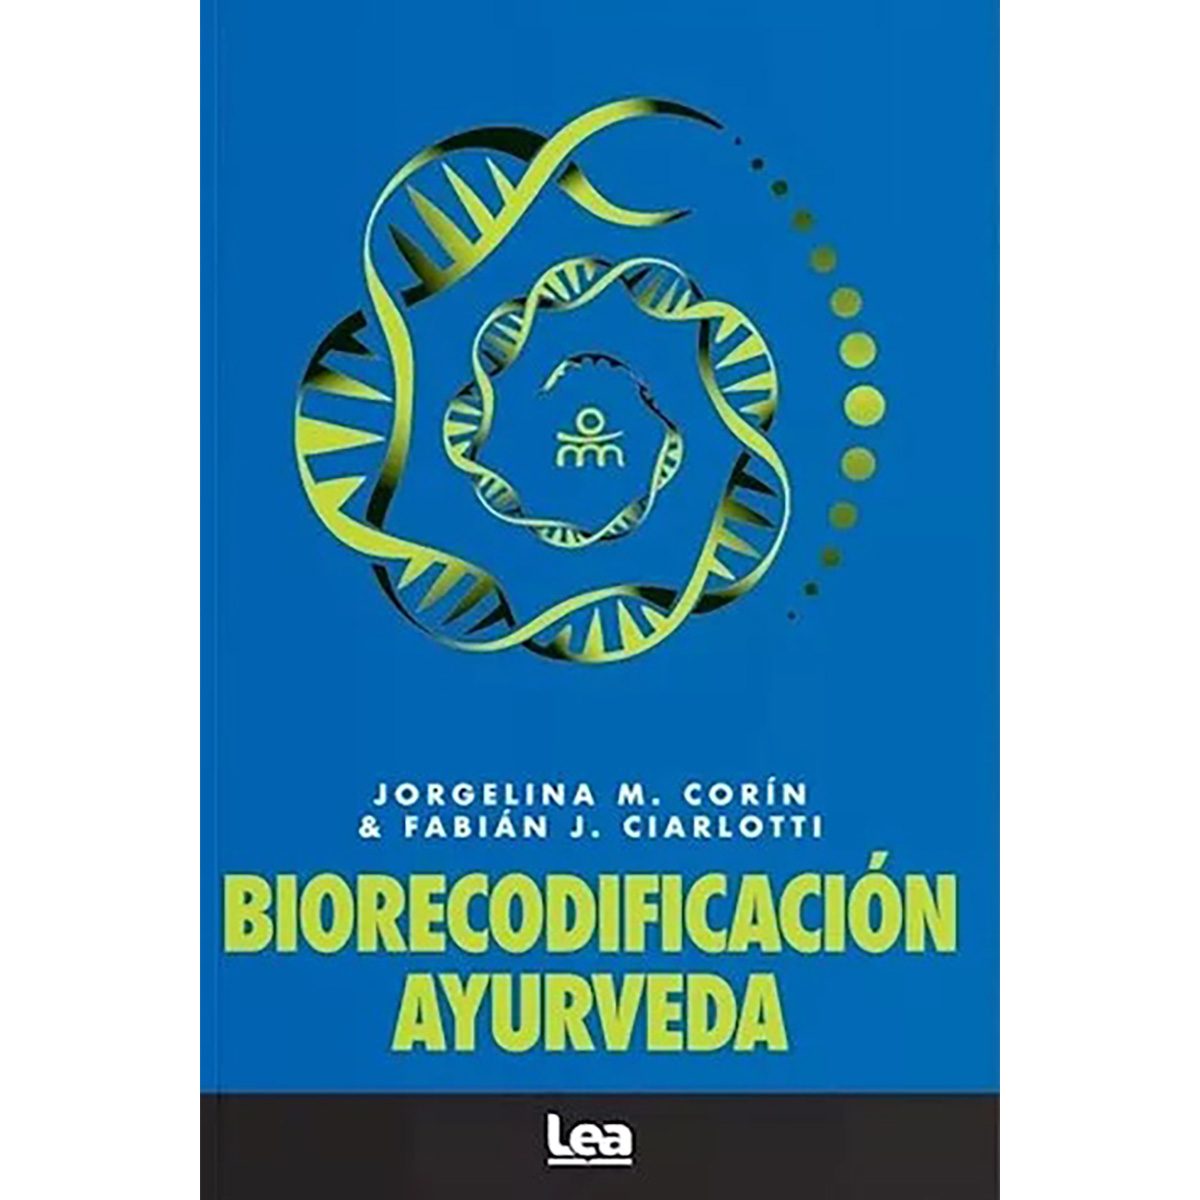 JORGELINA M. CORÍN
& FABIÁN J. CIARLOTTI
BIORECODIFICACIÓN
AYURVEDA
Lea